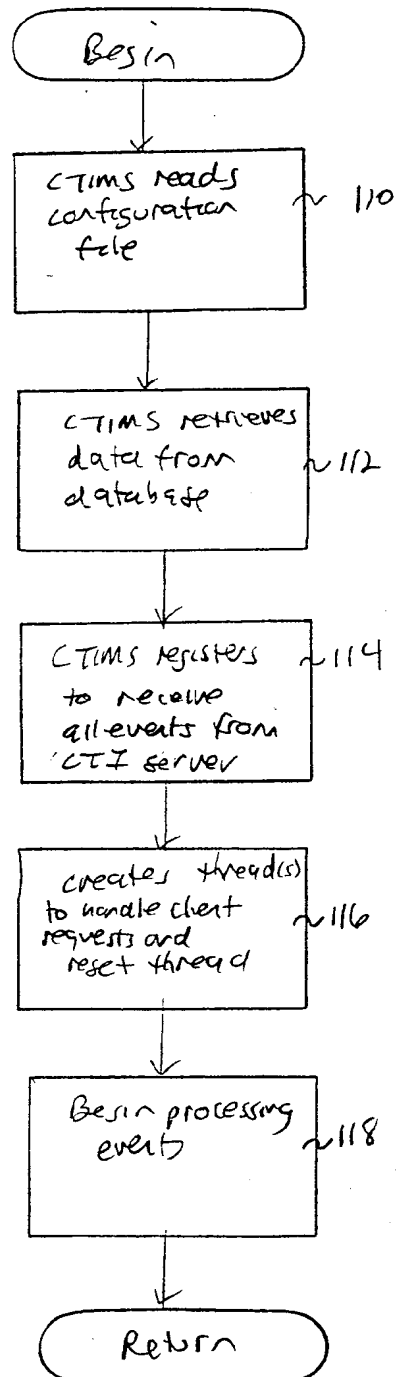 Begin
CTIMS reads
configuration
file
110
CTIMS retrieves
data from
database
112
CTIMS registers
to receive
all events from
CTI server
114
creates thread(s)
to handle client
requests and
reset thread
116
Begin processing
events
118
Return